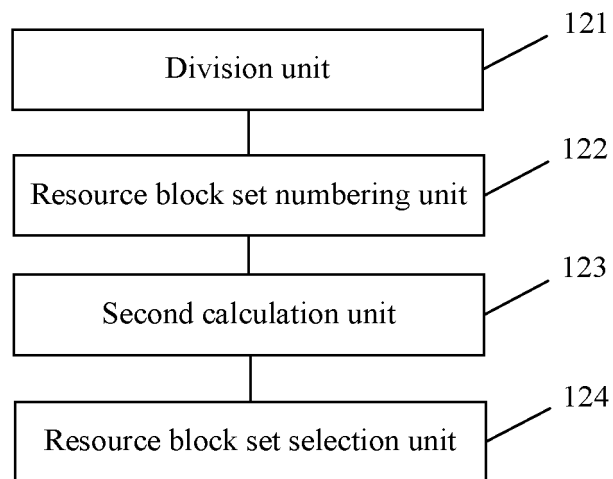 121
Division unit
122
Resource block set numbering unit
123
Second calculation unit
124
Resource block set selection unit